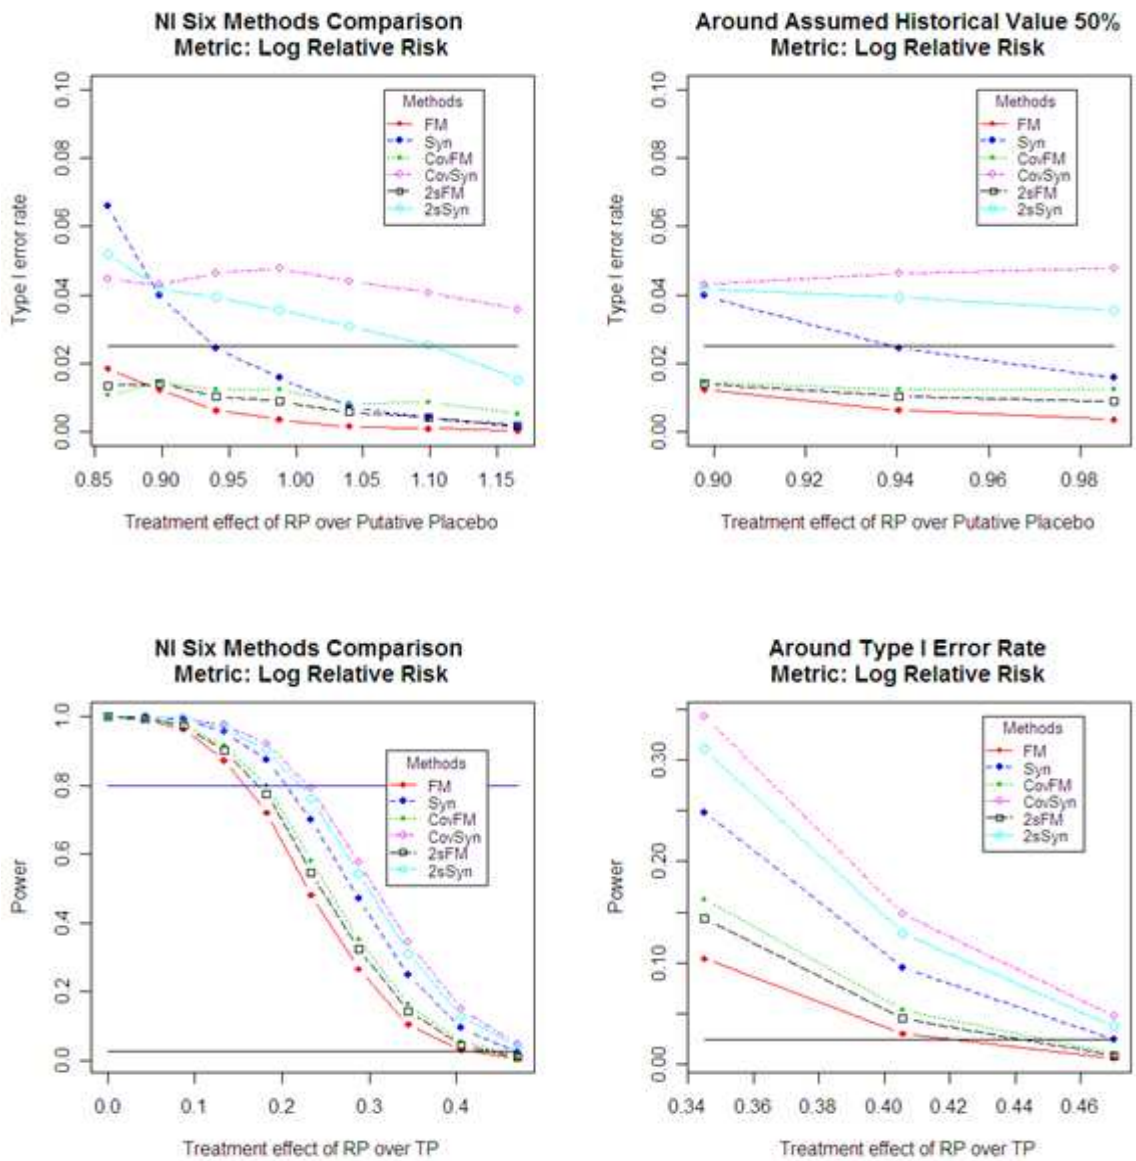 NI Six Methods Comparison
Metric: Log Relative Risk
Type I error rate
0.10
0.08
0.06
0.04
0.02
0.00
Methods
FM
Syn
CovFM
CovSyn
2sFM
2sSyn
0.85 0.90 0.95 1.00 1.05 1.10 1.15
Treatment effect of RP over Putative Placebo
Around Assumed Historical Value 50%
Metric: Log Relative Risk
Type I error rate
0.10
0.08
0.06
0.04
0.02
0.00
Methods
FM
Syn
CovFM
CovSyn
2sFM
2sSyn
0.90 0.92 0.94 0.96 0.98
Treatment effect of RP over Putative Placebo
NI Six Methods Comparison
Metric: Log Relative Risk
Power
1.0
0.8
0.6
0.4
0.2
0.0
Methods
FM
Syn
CovFM
CovSyn
2sFM
2sSyn
0.0 0.1 0.2 0.3 0.4
Treatment effect of RP over TP
Around Type I Error Rate
Metric: Log Relative Risk
Power
0.30
0.20
0.10
0.00
Methods
FM
Syn
CovFM
CovSyn
2sFM
2sSyn
0.34 0.36 0.38 0.40 0.42 0.44 0.46
Treatment effect of RP over TP